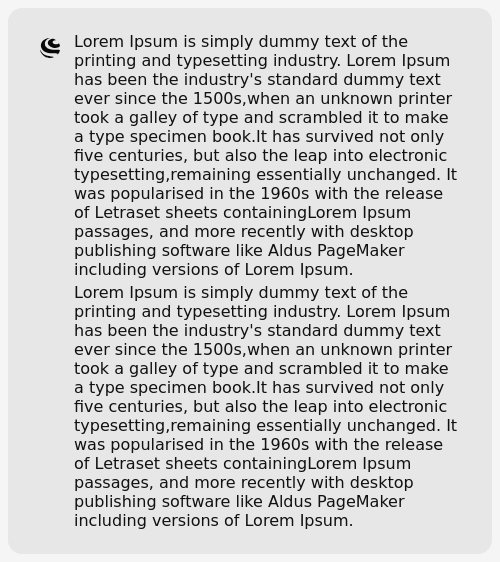 Lorem Ipsum is simply dummy text of the
printing and typesetting industry. Lorem Ipsum
has been the industry's standard dummy text
ever since the 1500s,when an unknown printer
took a galley of type and scrambled it to make
a type specimen book.It has survived not only
five centuries, but also the leap into electronic
typesetting,remaining essentially unchanged. It
was popularised in the 1960s with the release
of Letraset sheets containingLorem Ipsum
passages, and more recently with desktop
publishing software like Aldus PageMaker
including versions of Lorem Ipsum.
Lorem Ipsum is simply dummy text of the
printing and typesetting industry. Lorem Ipsum
has been the industry's standard dummy text
ever since the 1500s,when an unknown printer
took a galley of type and scrambled it to make
a type specimen book.It has survived not only
five centuries, but also the leap into electronic
typesetting,remaining essentially unchanged. It
was popularised in the 1960s with the release
of Letraset sheets containingLorem Ipsum
passages, and more recently with desktop
publishing software like Aldus PageMaker
including versions of Lorem Ipsum.